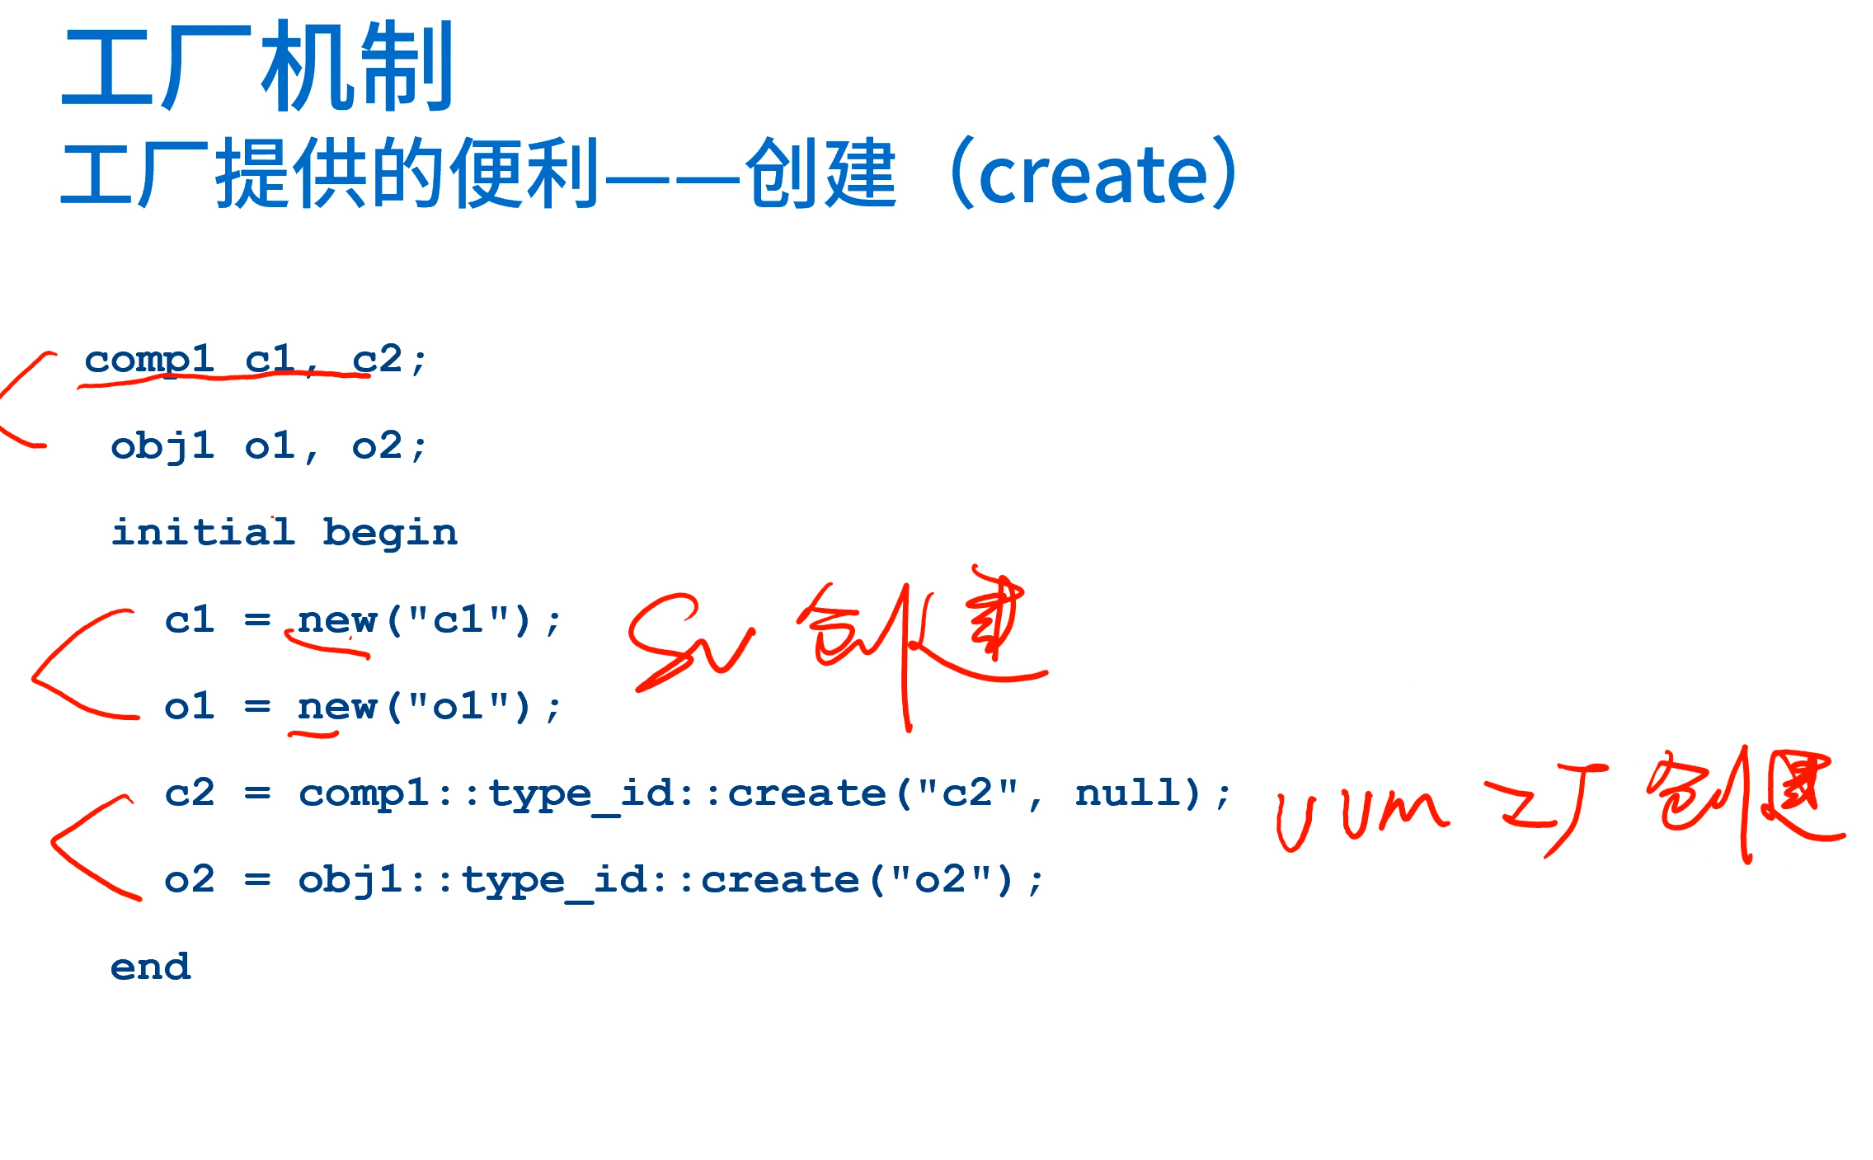 工厂机制
工厂提供的便利——创建（create）
comp1 c1, c2;
obj1 o1, o2;
initial begin
c1 = new("c1");
SV 创建
o1 = new("o1");
c2 = comp1::type_id::create("c2", null);
UVM 工厂 创建
o2 = obj1::type_id::create("o2");
end